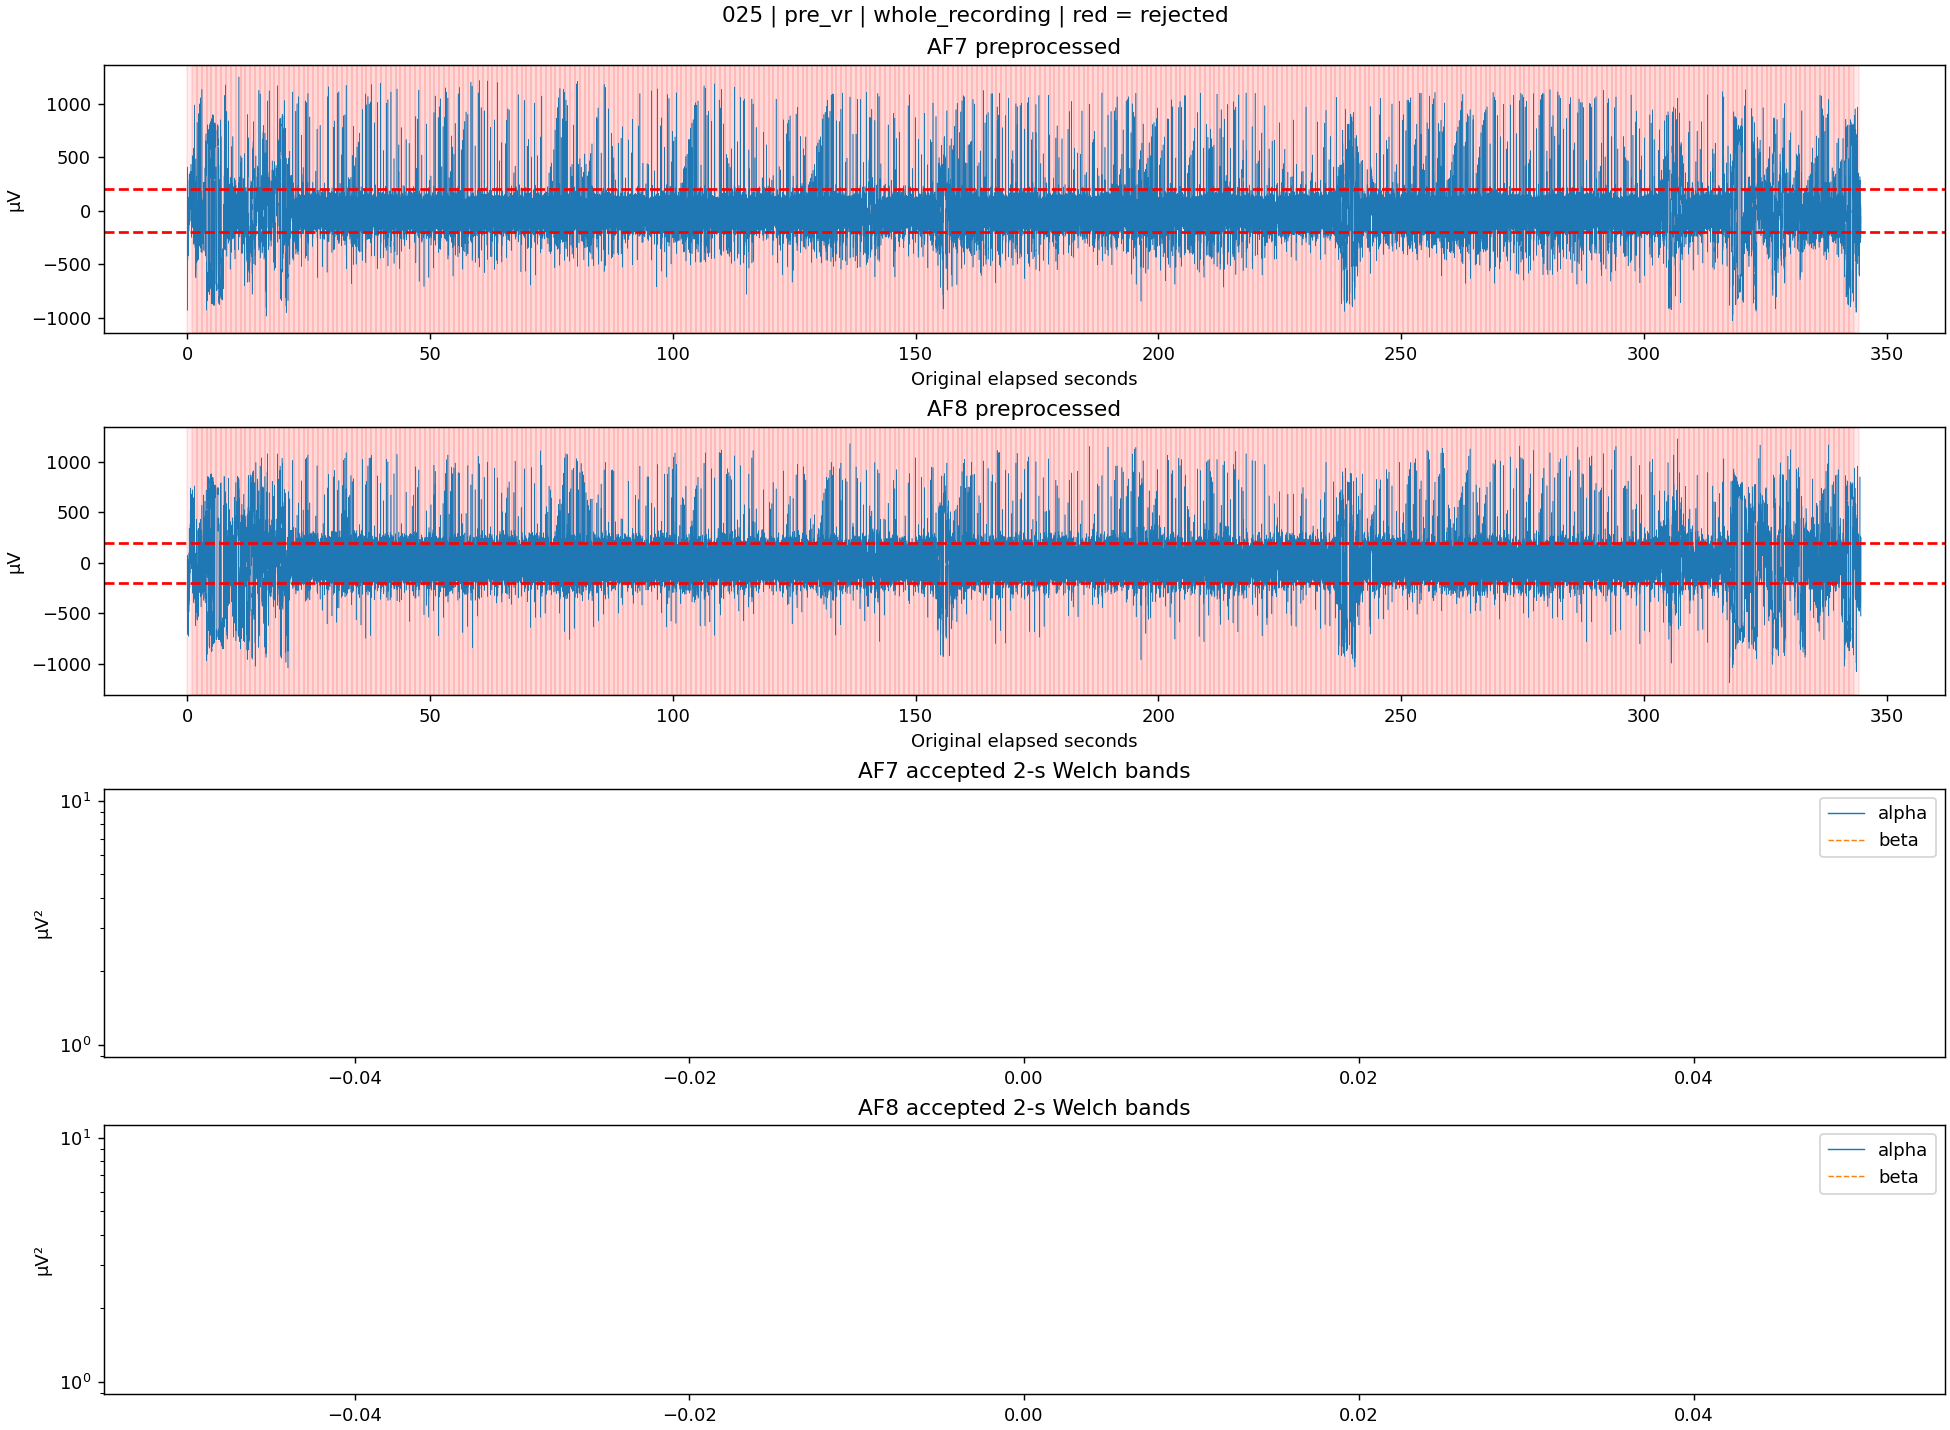 025 | pre_vr | whole_recording | red = rejected
AF7 preprocessed
1000
500
0
−500
−1000
µV
0 50 100 150 200 250 300 350
Original elapsed seconds
AF8 preprocessed
1000
500
0
−500
−1000
µV
0 50 100 150 200 250 300 350
Original elapsed seconds
AF7 accepted 2-s Welch bands
10¹
10⁰
µV²
alpha
beta
−0.04 −0.02 0.00 0.02 0.04
AF8 accepted 2-s Welch bands
10¹
10⁰
µV²
alpha
beta
−0.04 −0.02 0.00 0.02 0.04